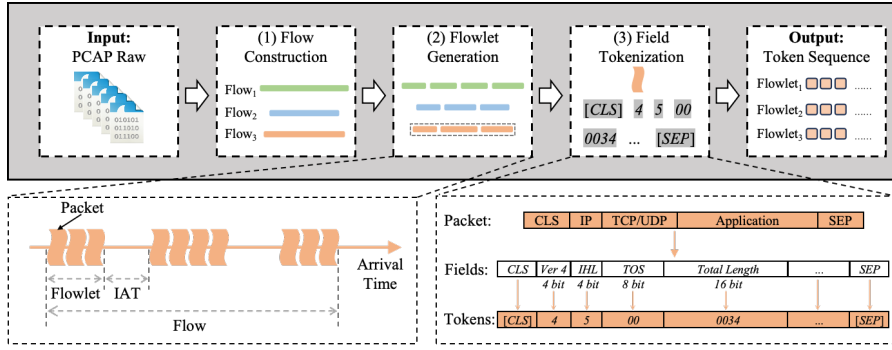 Input:
PCAP Raw
010101
011010
011100
(1) Flow
Construction
Flow1
Flow2
Flow3
(2) Flowlet
Generation
(3) Field
Tokenization
[CLS] 4 5 00
0034 ... [SEP]
Output:
Token Sequence
Flowlet1 ......
Flowlet2 ......
Flowlet3 ......
Packet
Arrival
Time
Flowlet IAT
Flow
Packet: CLS IP TCP/UDP Application SEP
Fields: CLS Ver 4 IHL TOS Total Length ... SEP
4 bit 4 bit 8 bit 16 bit
Tokens: [CLS] 4 5 00 0034 ... [SEP]